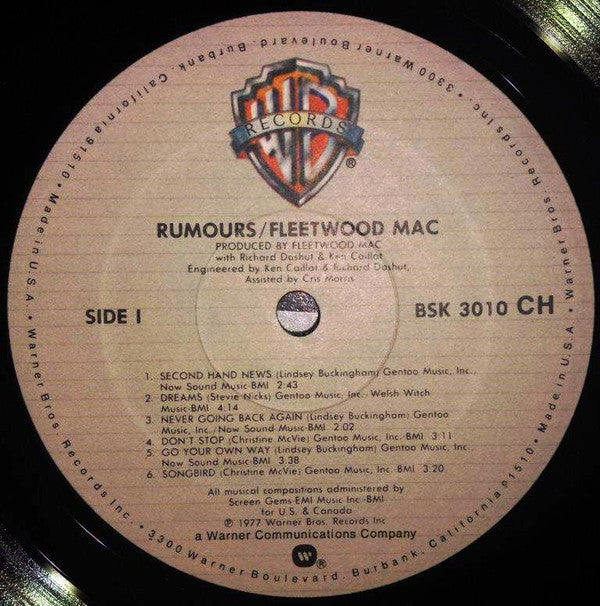 WB
RECORDS
®
RUMOURS/FLEETWOOD MAC
PRODUCED BY FLEETWOOD MAC
with Richard Dashut & Ken Caillat
Engineered by Ken Caillat & Richard Dashut,
Assisted by Cris Morris
SIDE I
BSK 3010 CH
1. SECOND HAND NEWS (Lindsey Buckingham) Gentoo Music, Inc.,
Now Sound Music-BMI 2:43
2. DREAMS (Stevie Nicks) Gentoo Music, Inc., Welsh Witch
Music-BMI 4:14
3. NEVER GOING BACK AGAIN (Lindsey Buckingham) Gentoo
Music, Inc./Now Sound Music-BMI 2:02
4. DON'T STOP (Christine McVie) Gentoo Music, Inc.-BMI 3:11
5. GO YOUR OWN WAY (Lindsey Buckingham) Gentoo Music, Inc.,
Now Sound Music-BMI 3:38
6. SONGBIRD (Christine McVie) Gentoo Music, Inc.-BMI 3:20
All musical compositions administered by
Screen Gems-EMI Music Inc-BMI
for U.S. & Canada
℗ 1977 Warner Bros. Records Inc
a Warner Communications Company
W ®
Warner Bros. Records Inc. • 3300 Warner Boulevard, Burbank, California 91510 • Made in U.S.A. •
Warner Bros. Records Inc. • 3300 Warner Boulevard, Burbank, California 91510 • Made in U.S.A. •